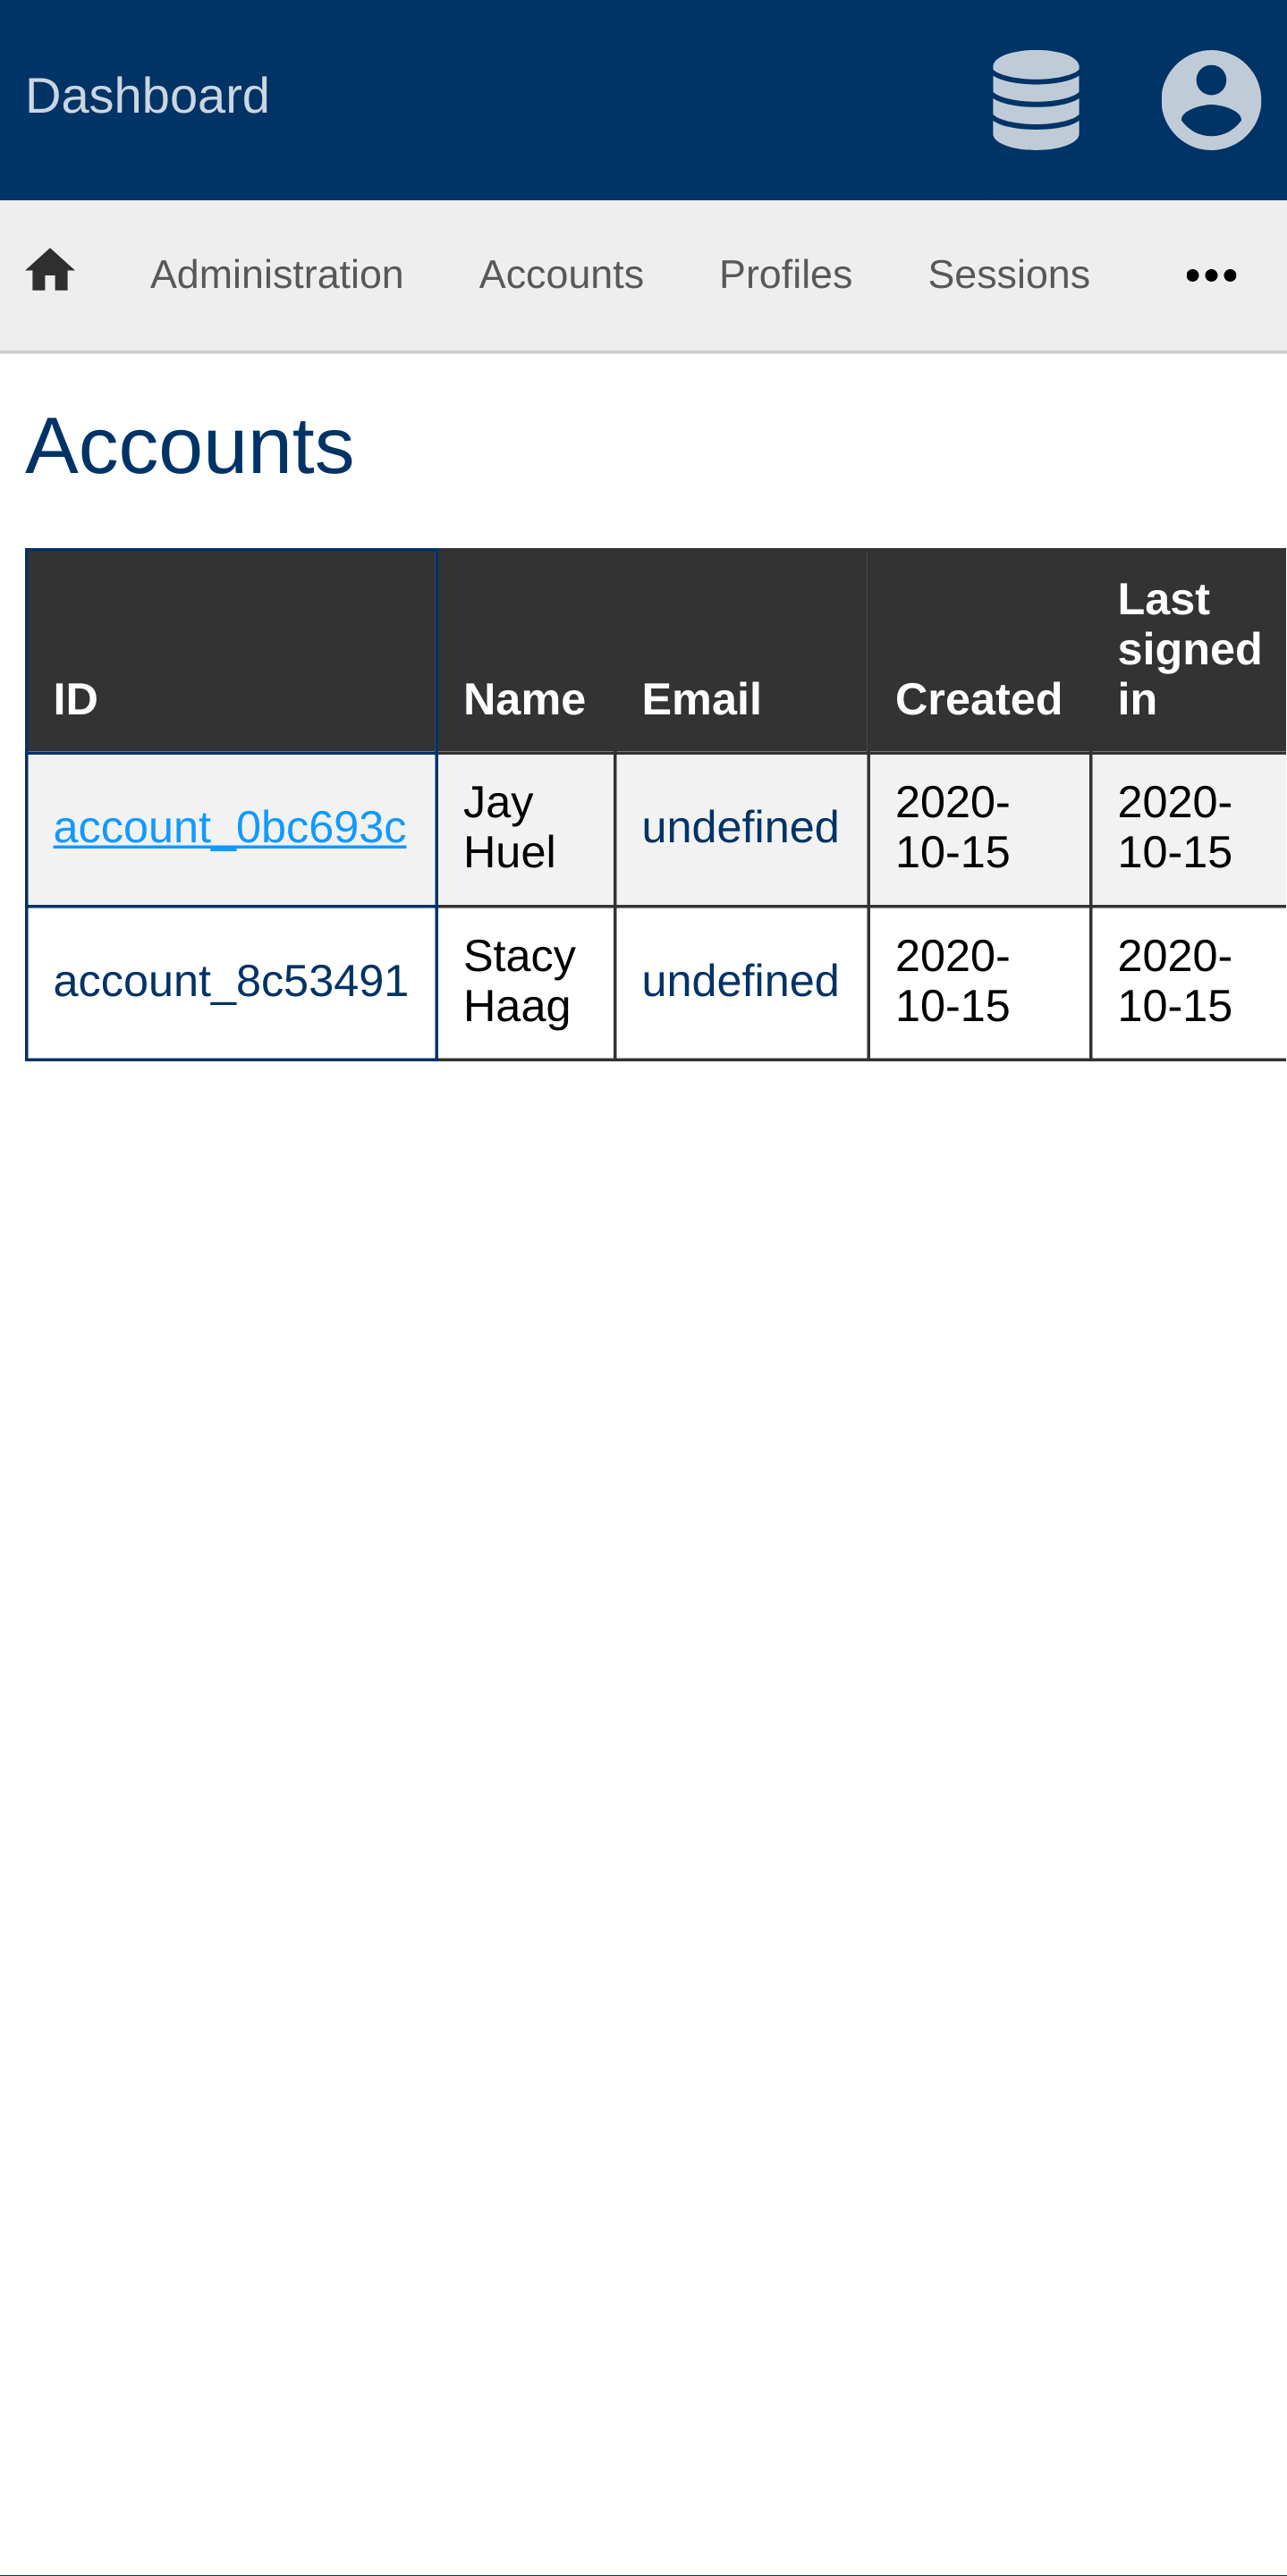 Dashboard
Administration Accounts Profiles Sessions •••
Accounts
ID Name Email Created Last signed in
account_0bc693c Jay Huel undefined 2020-10-15 2020-10-15
account_8c53491 Stacy Haag undefined 2020-10-15 2020-10-15